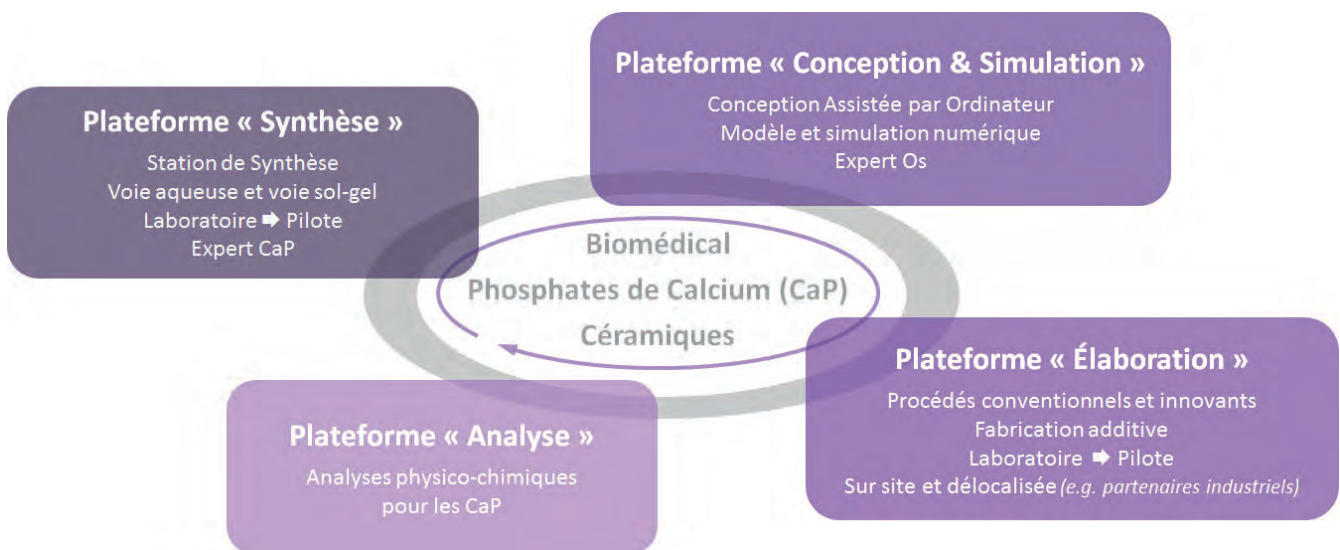 Plateforme « Synthèse »
Station de Synthèse
Voie aqueuse et voie sol-gel
Laboratoire ➡ Pilote
Expert CaP
Plateforme « Conception & Simulation »
Conception Assistée par Ordinateur
Modèle et simulation numérique
Expert Os
Biomédical
Phosphates de Calcium (CaP)
Céramiques
Plateforme « Élaboration »
Procédés conventionnels et innovants
Fabrication additive
Laboratoire ➡ Pilote
Sur site et délocalisée (e.g. partenaires industriels)
Plateforme « Analyse »
Analyses physico-chimiques
pour les CaP